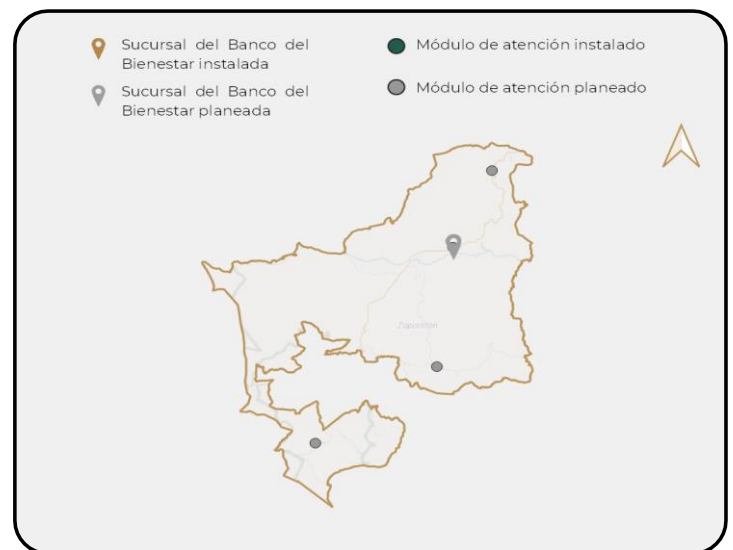 Sucursal del Banco del
Bienestar instalada
Sucursal del Banco del
Bienestar planeada
Módulo de atención instalado
Módulo de atención planeado